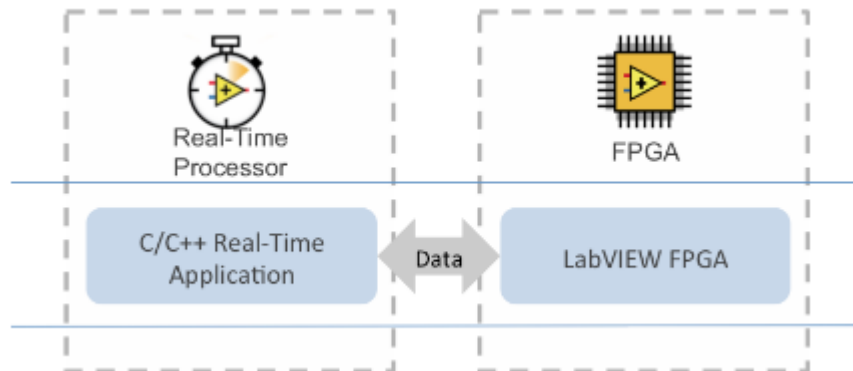 Real-Time
Processor
FPGA
C/C++ Real-Time
Application
Data
LabVIEW FPGA